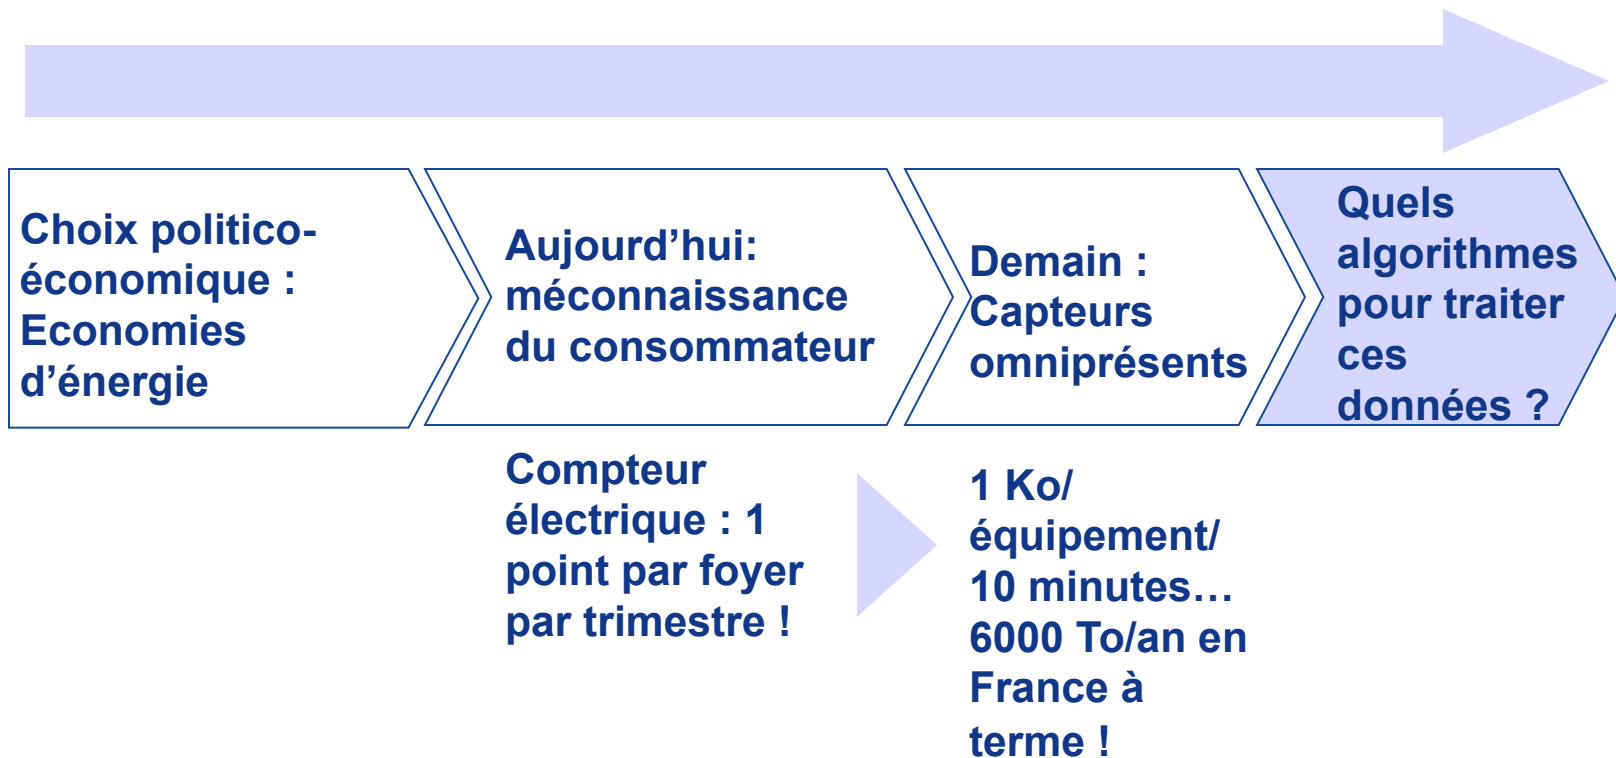 Choix politico-
économique :
Economies
d’énergie
Aujourd’hui:
méconnaissance
du consommateur
Demain :
Capteurs
omniprésents
Quels
algorithmes
pour traiter
ces
données ?
Compteur
électrique : 1
point par foyer
par trimestre !
1 Ko/
équipement/
10 minutes…
6000 To/an en
France à
terme !